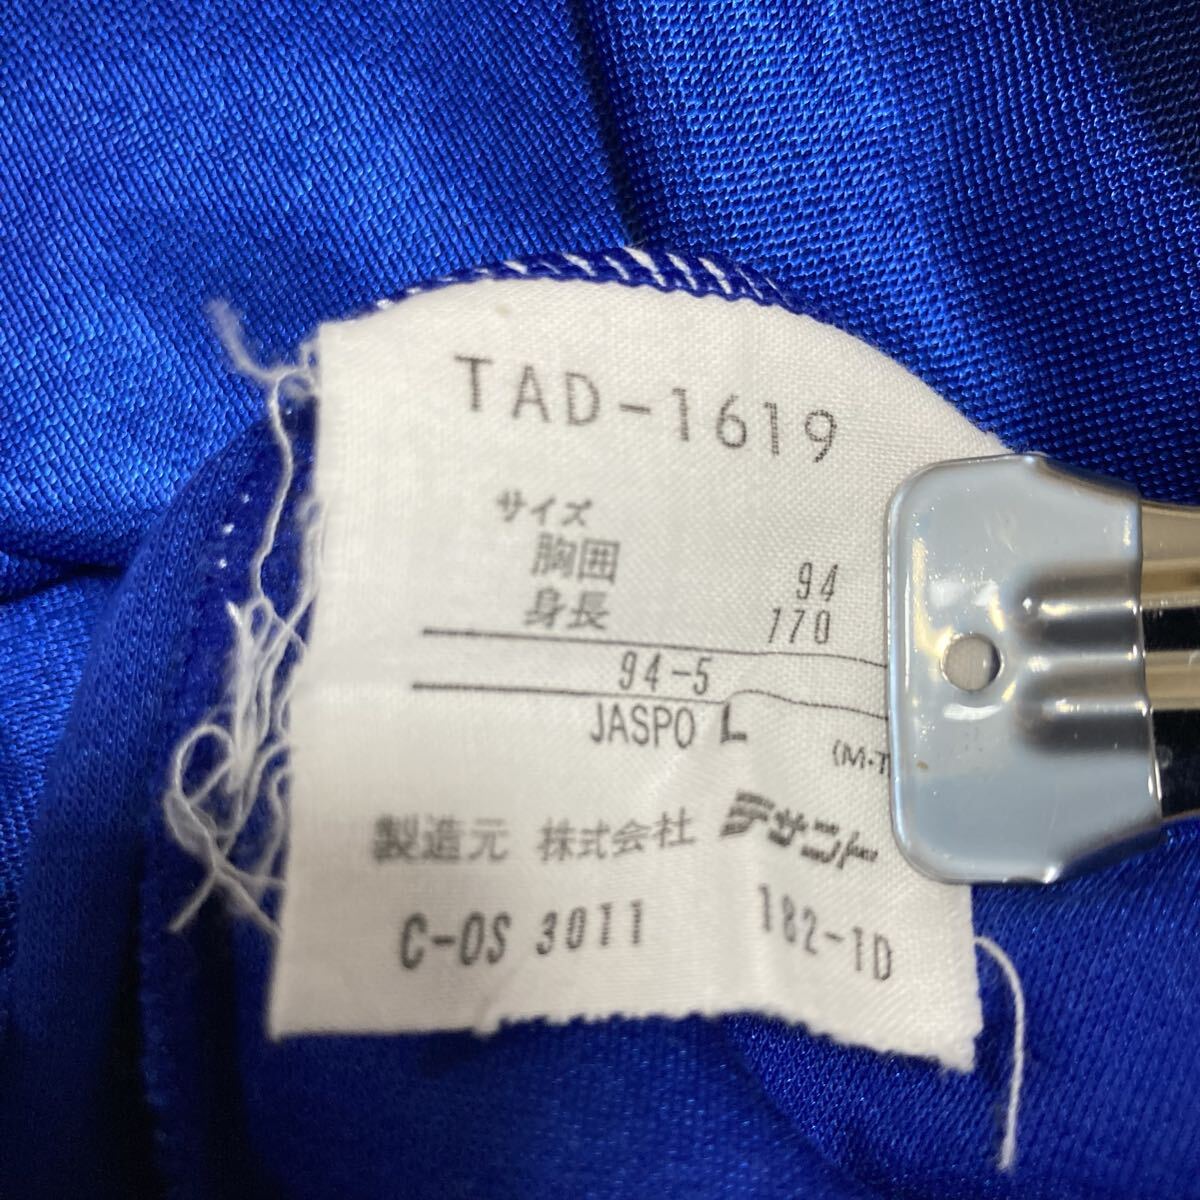 TAD-1619
サイズ
胸囲 94
身長 170
94-5
JASPO L
(M・T
製造元 株式会社 デサント
C-OS 3011 182-1D